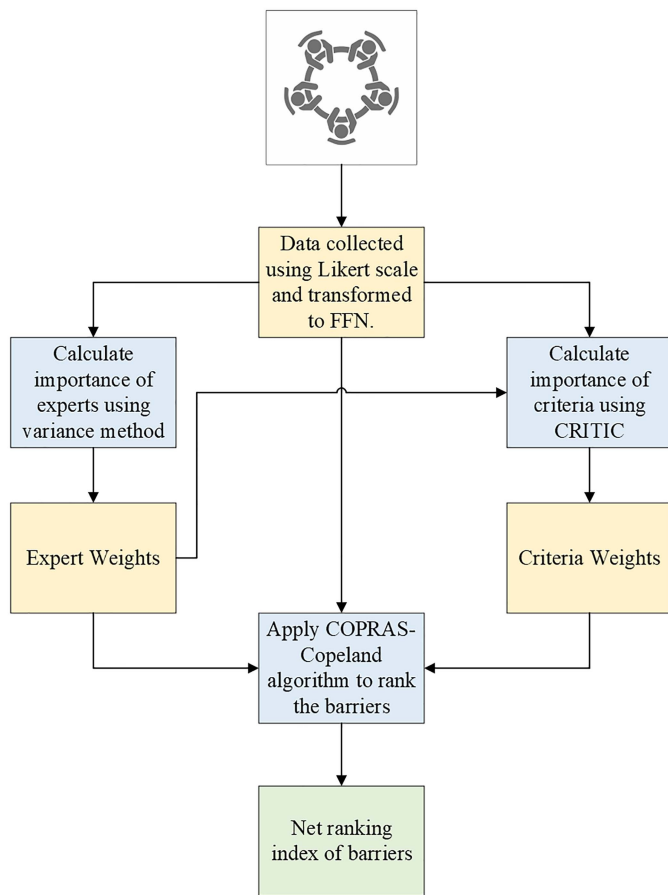 Data collected
using Likert scale
and transformed
to FFN.
Calculate
importance of
experts using
variance method
Calculate
importance of
criteria using
CRITIC
Expert Weights
Criteria Weights
Apply COPRAS-
Copeland
algorithm to rank
the barriers
Net ranking
index of barriers